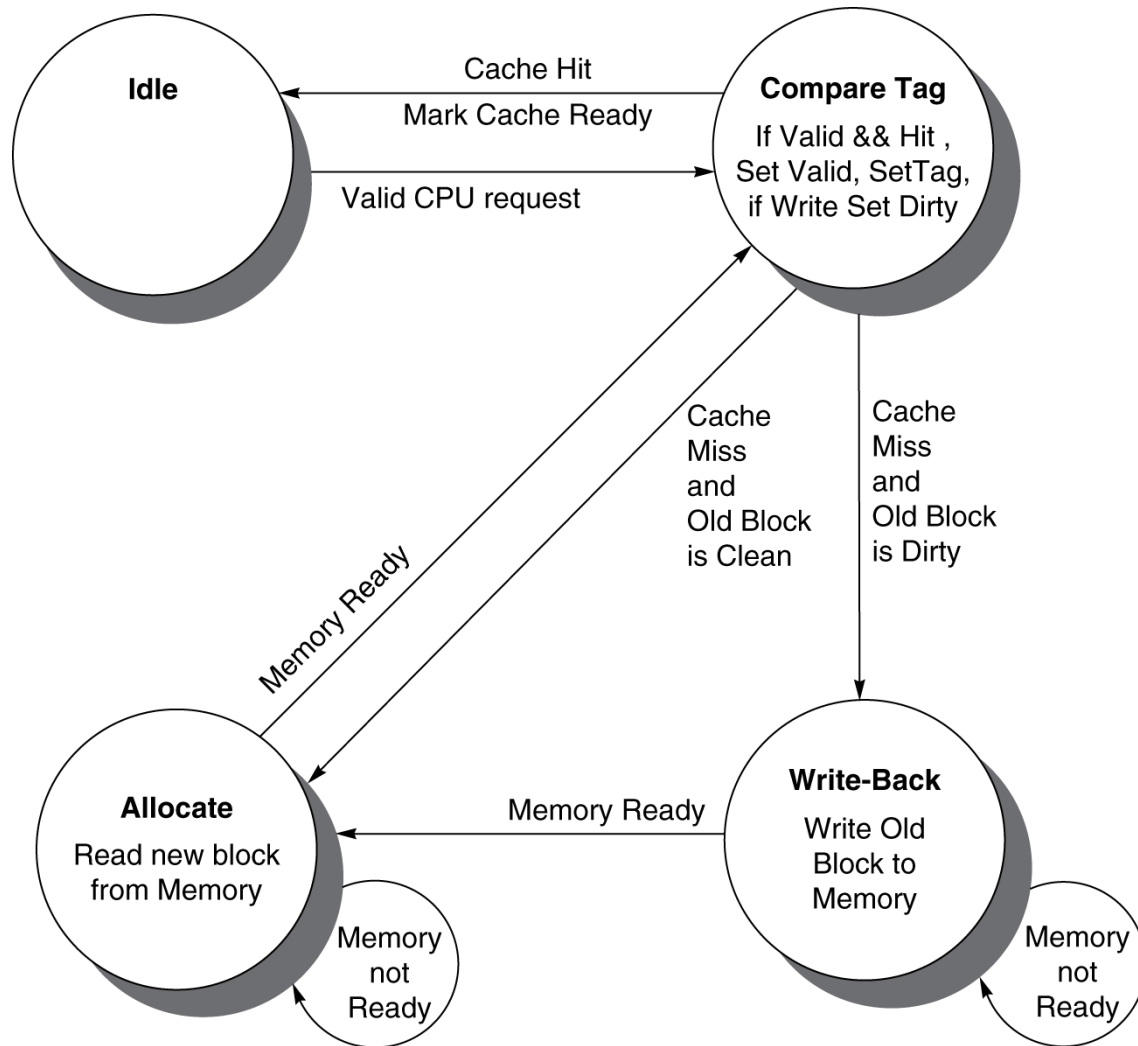 Idle
Cache Hit
Mark Cache Ready
Valid CPU request
Compare Tag
If Valid && Hit ,
Set Valid, SetTag,
if Write Set Dirty
Memory Ready
Cache
Miss
and
Old Block
is Clean
Cache
Miss
and
Old Block
is Dirty
Allocate
Read new block
from Memory
Memory
not
Ready
Memory Ready
Write-Back
Write Old
Block to
Memory
Memory
not
Ready